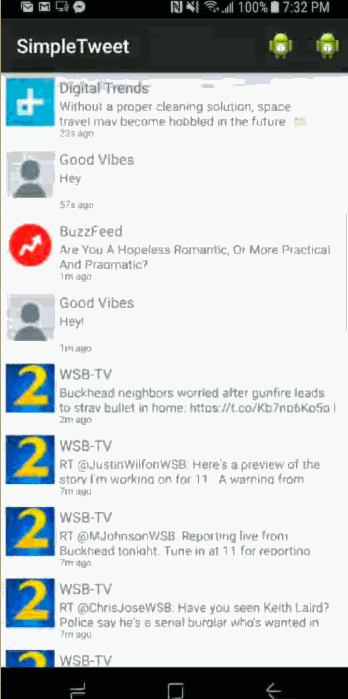 100% 7:32 PM
SimpleTweet
Digital Trends
Without a proper cleaning solution, space
travel may become hobbled in the future
23s ago
Good Vibes
Hey
57s ago
BuzzFeed
Are You A Hopeless Romantic, Or More Practical
And Pragmatic?
1m ago
Good Vibes
Hey!
1m ago
2
WSB-TV
Buckhead neighbors worried after gunfire leads
to stray bullet in home:
2m ago
2
WSB-TV
RT @JustinWilfonWSB: Here's a preview of the
story I'm working on for 11. A warning from
7m ago
2
WSB-TV
RT @MJohnsonWSB: Reporting live from
Buckhead tonight. Tune in at 11 for reporting
7m ago
2
WSB-TV
RT @ChrisJoseWSB: Have you seen Keith Laird?
Police say he's a serial burglar who's wanted in
7m ago
WSB-TV